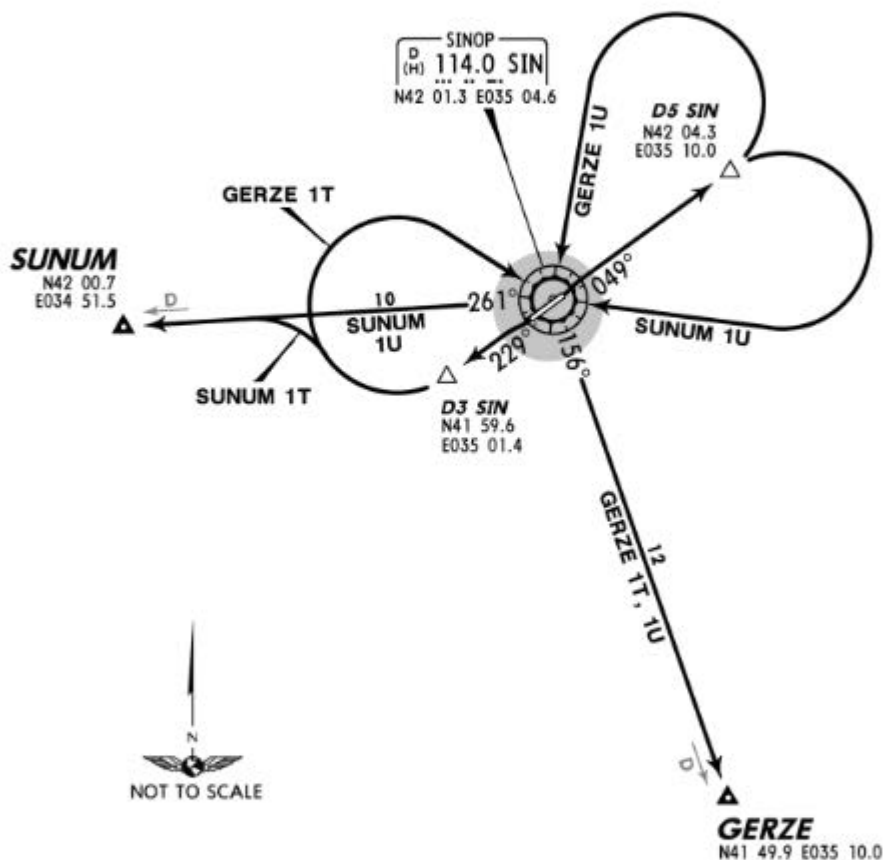 SINOP
D
(H) 114.0 SIN
N42 01.3 E035 04.6
D5 SIN
N42 04.3
E035 10.0
GERZE 1U
GERZE 1T
SUNUM
N42 00.7
E034 51.5
D
10
SUNUM
1U
261°
049°
SUNUM 1U
229°
156°
SUNUM 1T
D3 SIN
N41 59.6
E035 01.4
12
GERZE 1T, 1U
N
NOT TO SCALE
D
GERZE
N41 49.9 E035 10.0